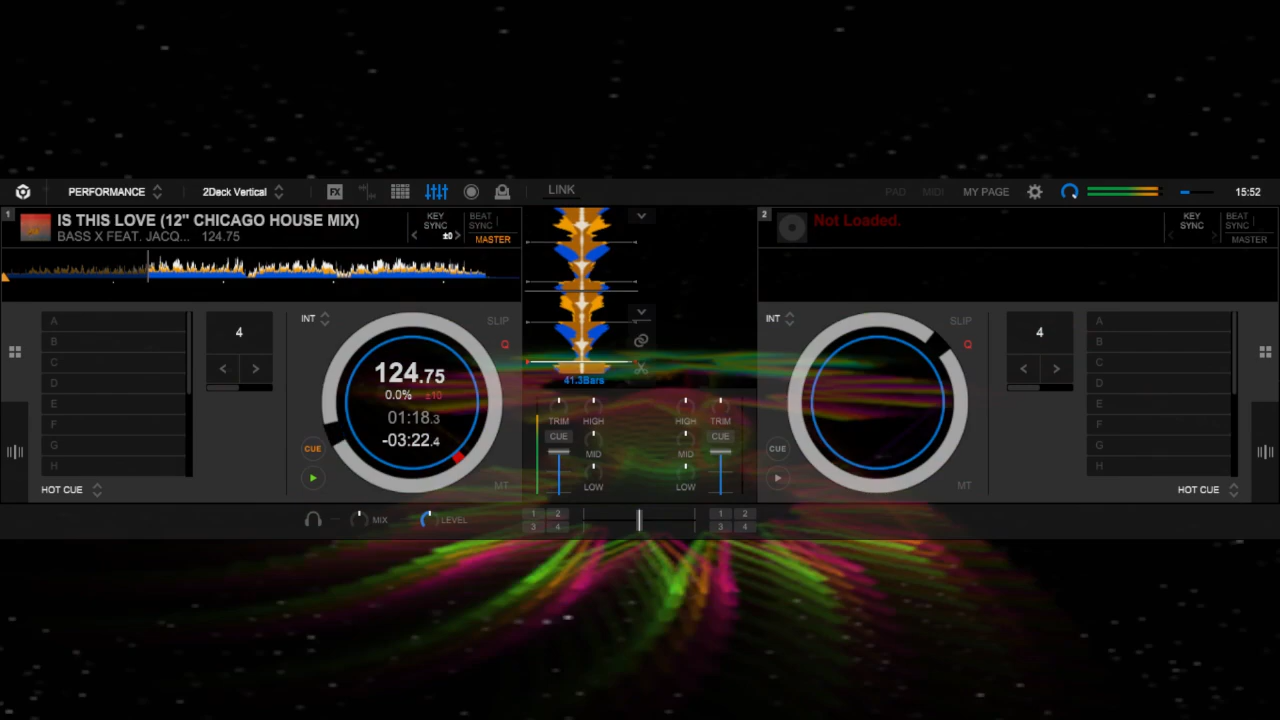 PERFORMANCE 2Deck Vertical FX LINK PAD MIDI MY PAGE 15:52
1 IS THIS LOVE (12" CHICAGO HOUSE MIX) KEY SYNC BEAT SYNC
BASS X FEAT. JACQ... 124.75 < ±0 > MASTER
2 Not Loaded. KEY SYNC < > BEAT SYNC MASTER
A
B
C
D
E
F
G
H
HOT CUE
4
< >
INT SLIP
Q
124.75
0.0% ±10
01:18.3
-03:22.4
CUE
MT
41.3Bars
TRIM HIGH HIGH TRIM
CUE MID MID CUE
LOW LOW
INT SLIP
Q
CUE
MT
4
< >
A
B
C
D
E
F
G
H
HOT CUE
MIX LEVEL
1 2 1 2
3 4 3 4